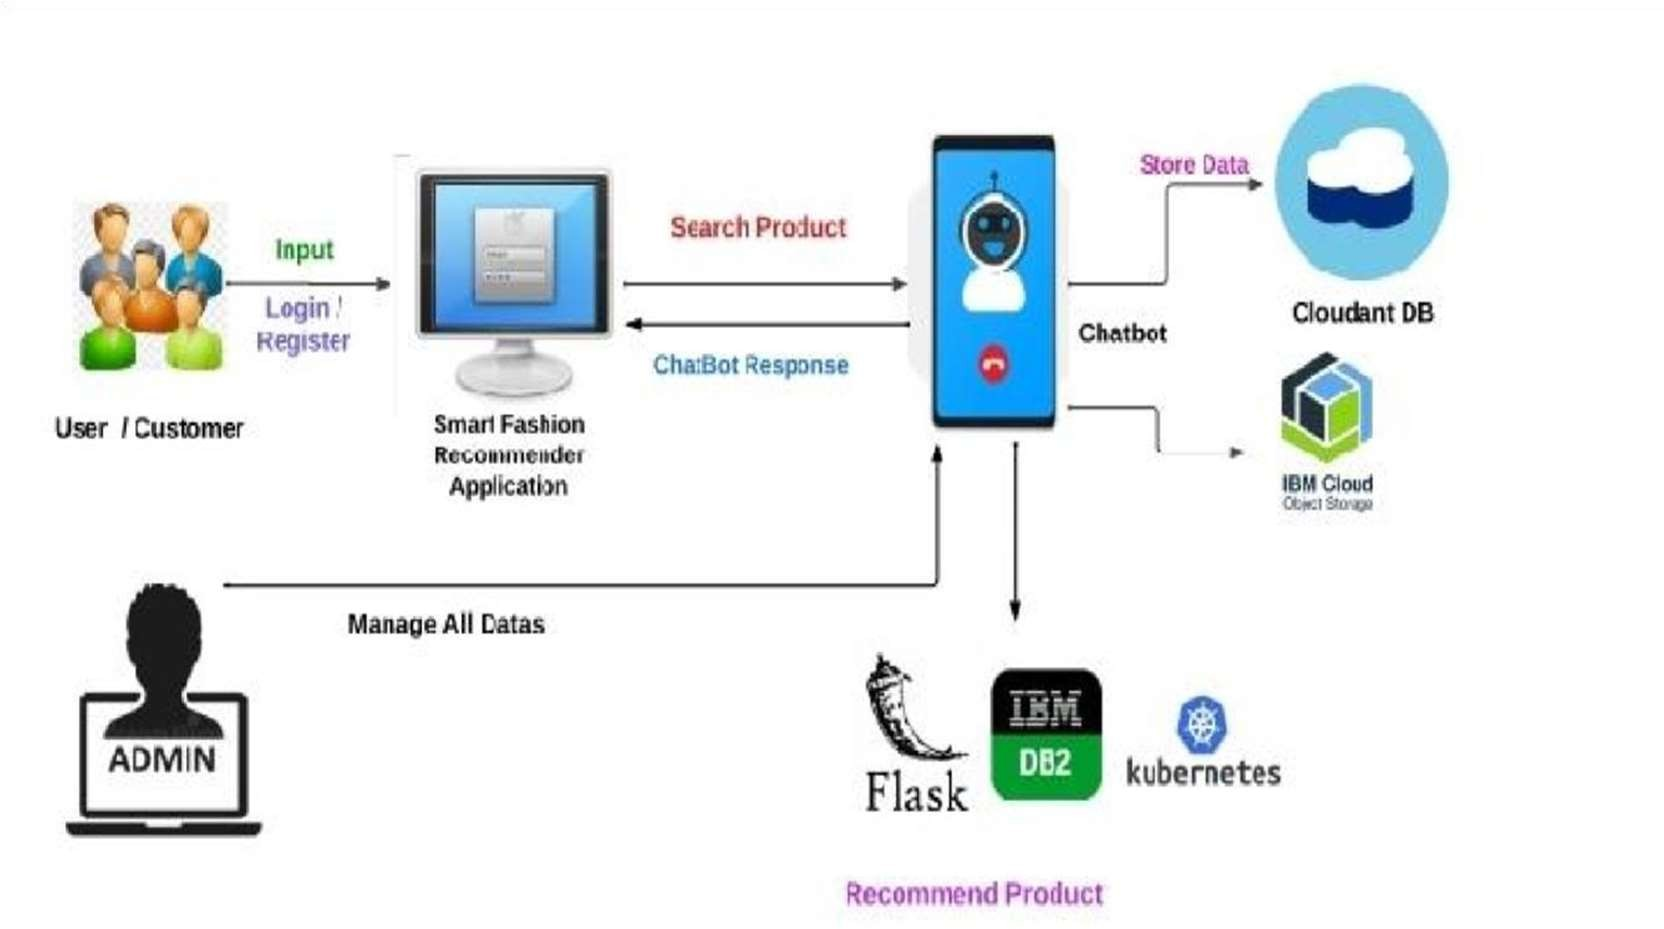 Store Data
Search Product
Input
Login /
Register
Cloudant DB
Chatbot
ChatBot Response
User / Customer
Smart Fashion
Recommender
Application
IBM Cloud
Object Storage
Manage All Datas
ADMIN
IBM
DB2
Flask
kubernetes
Recommend Product